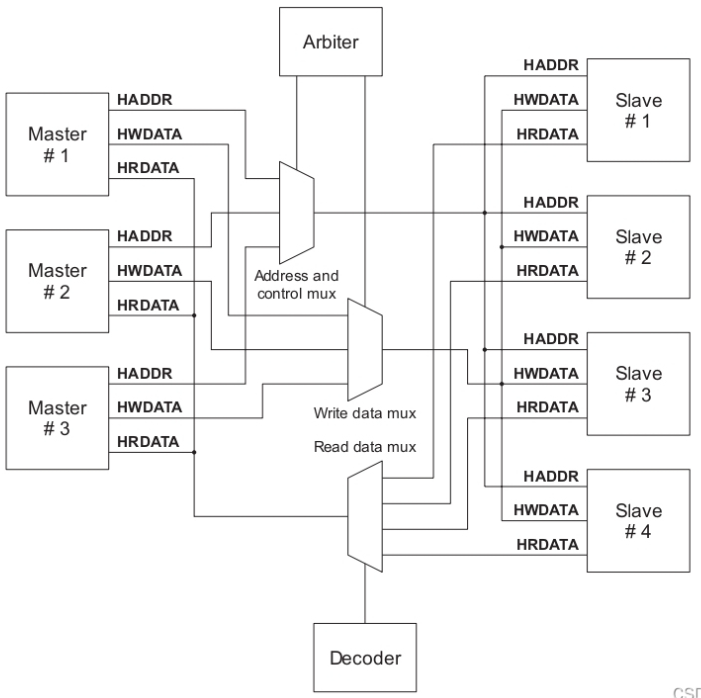 Arbiter
HADDR
HADDR
Master
# 1
HWDATA
HWDATA
Slave
# 1
HRDATA
HRDATA
HADDR
HADDR
Master
# 2
HWDATA
HWDATA
Slave
# 2
Address and
control mux
HRDATA
HRDATA
HADDR
HADDR
Master
# 3
HWDATA
HWDATA
Slave
# 3
Write data mux
HRDATA
HRDATA
Read data mux
HADDR
HWDATA
Slave
# 4
HRDATA
Decoder